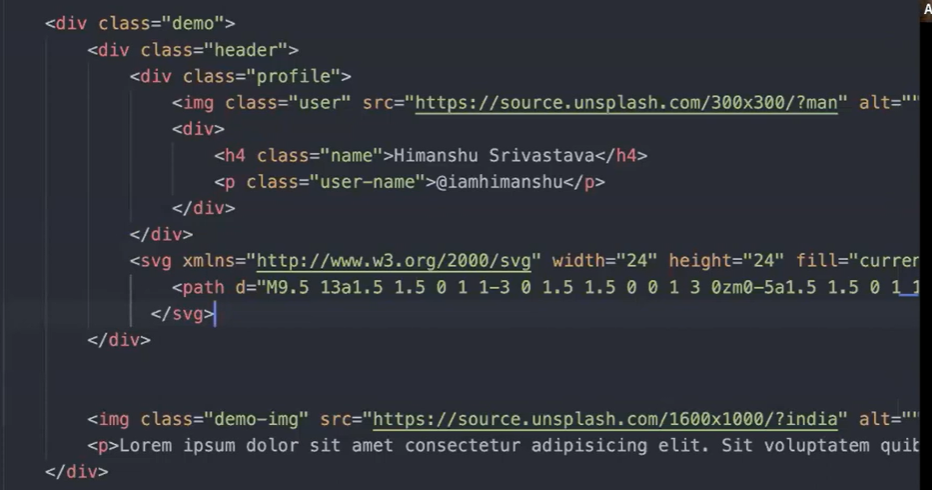 <div class="demo">
<div class="header">
<div class="profile">
<img class="user" src="https://source.unsplash.com/300x300/?man" alt=""
<div>
<h4 class="name">Himanshu Srivastava</h4>
<p class="user-name">@iamhimanshu</p>
</div>
</div>
<svg xmlns="http://www.w3.org/2000/svg" width="24" height="24" fill="curren
<path d="M9.5 13a1.5 1.5 0 1 1-3 0 1.5 1.5 0 0 1 3 0zm0-5a1.5 1.5 0 1 1
</svg>
</div>
<img class="demo-img" src="https://source.unsplash.com/1600x1000/?india" alt=""
<p>Lorem ipsum dolor sit amet consectetur adipisicing elit. Sit voluptatem quib
</div>
A